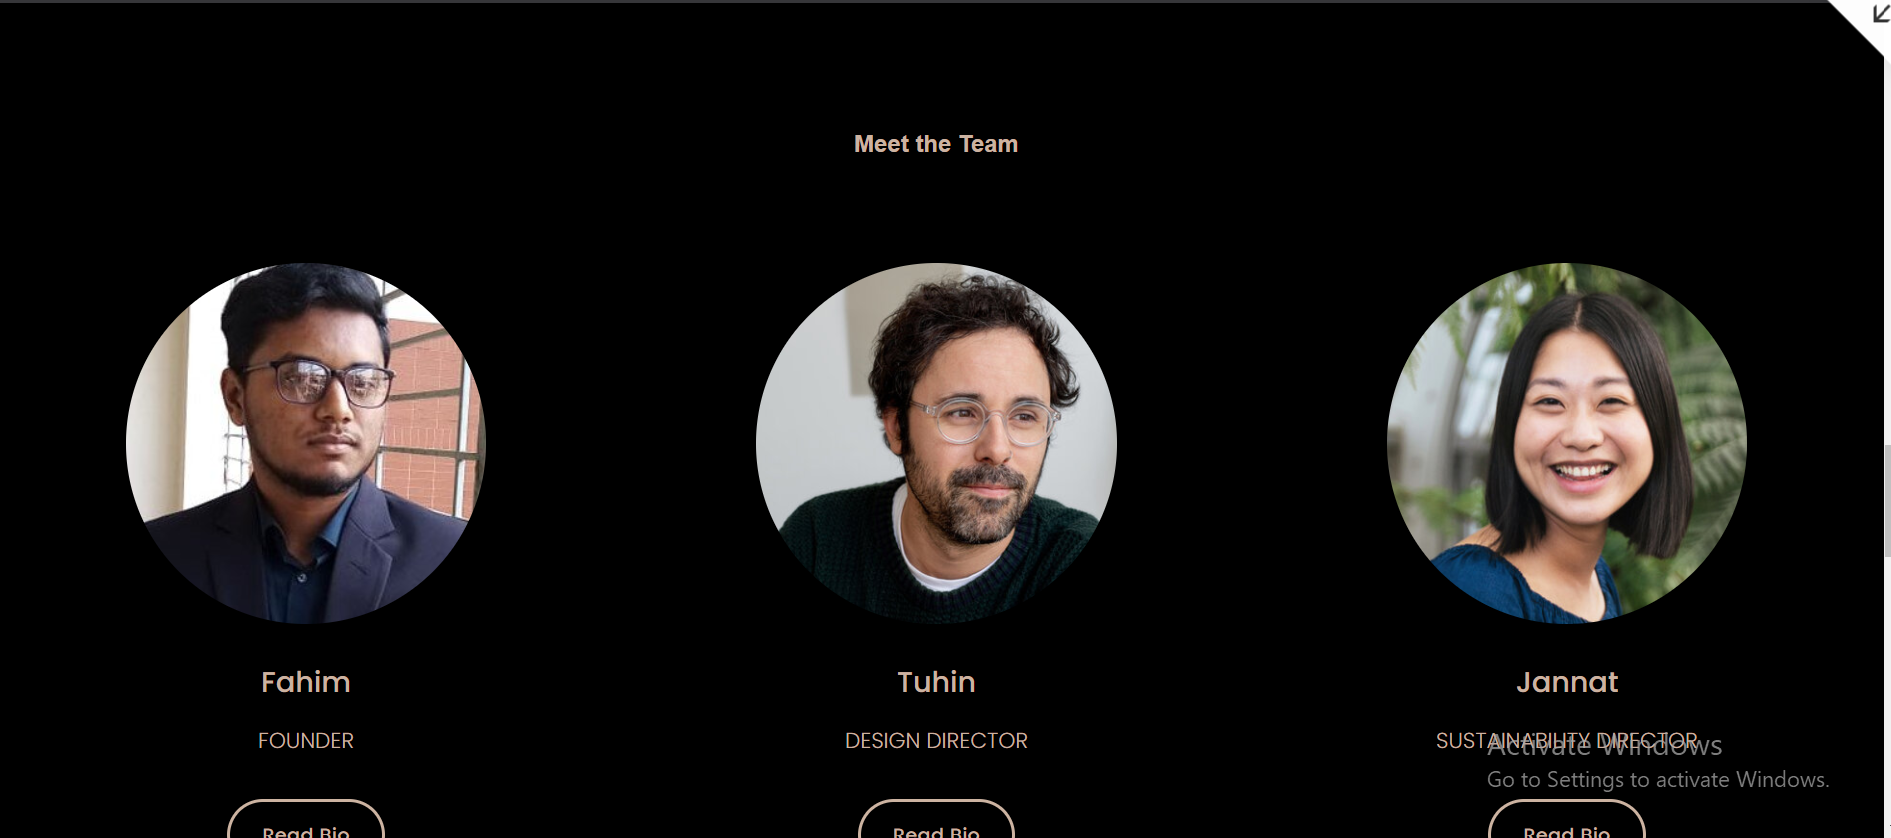 Meet the Team
Fahim
Tuhin
Jannat
FOUNDER
DESIGN DIRECTOR
SUSTAINABILITY DIRECTOR
Activate Windows
Go to Settings to activate Windows.
Read Bio
Read Bio
Read Bio